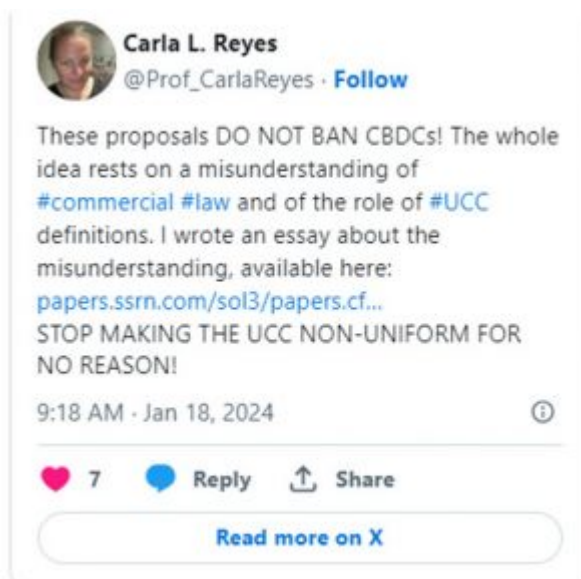 Carla L. Reyes
@Prof_CarlaReyes · Follow
These proposals DO NOT BAN CBDCs! The whole
idea rests on a misunderstanding of
#commercial #law and of the role of #UCC
definitions. I wrote an essay about the
misunderstanding, available here:
papers.ssrn.com/sol3/papers.cf...
STOP MAKING THE UCC NON-UNIFORM FOR
NO REASON!
9:18 AM · Jan 18, 2024
7 Reply Share
Read more on X